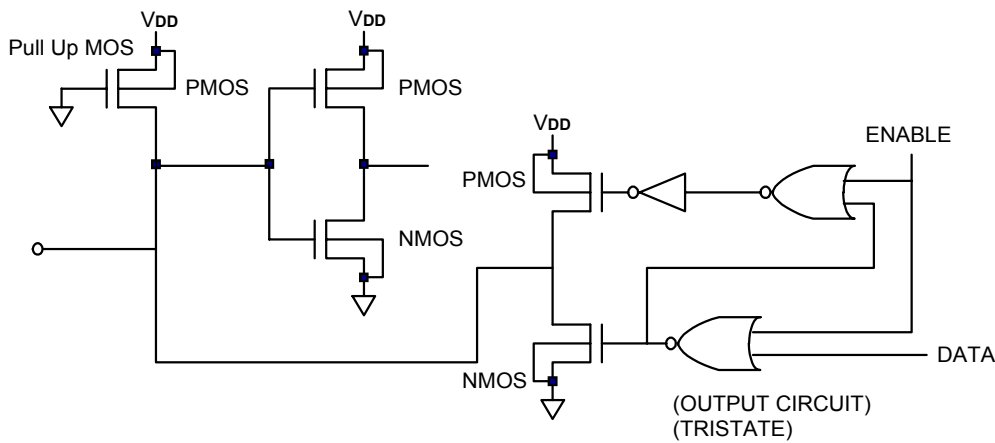 VDD
Pull Up MOS
PMOS
VDD
PMOS
NMOS
VDD
PMOS
ENABLE
NMOS
DATA
(OUTPUT CIRCUIT)
(TRISTATE)